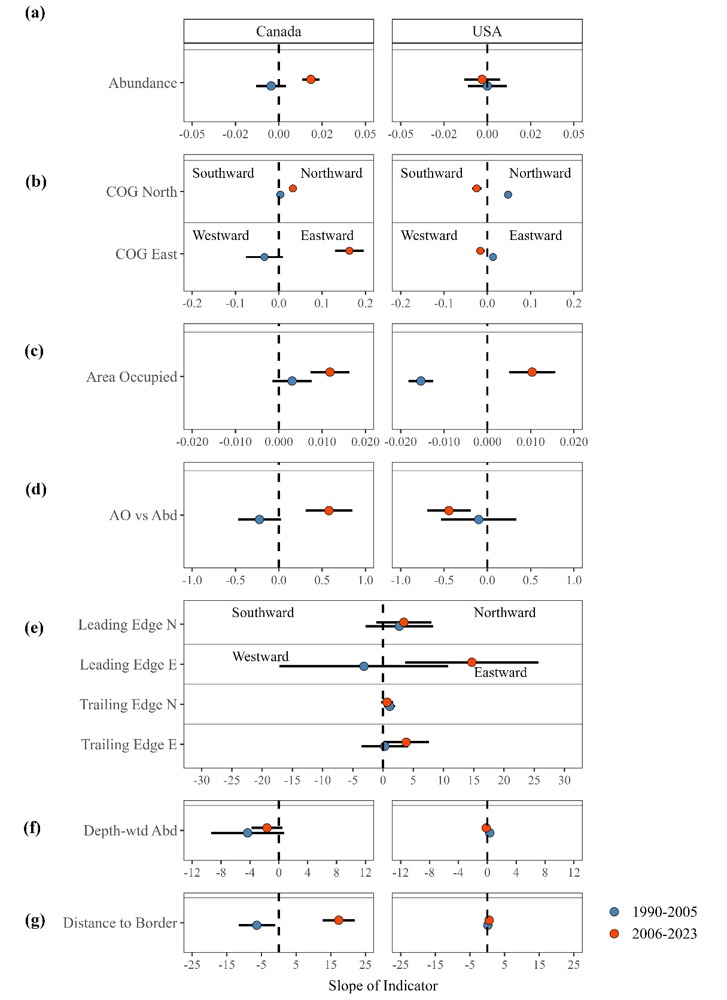 (a)
Canada USA
Abundance
-0.05 -0.02 0.00 0.02 0.05 -0.05 -0.02 0.00 0.02 0.05
(b)
Southward Northward Southward Northward
COG North
Westward Eastward Westward Eastward
COG East
-0.2 -0.1 0.0 0.1 0.2 -0.2 -0.1 0.0 0.1 0.2
(c)
Area Occupied
-0.020 -0.010 0.000 0.010 0.020 -0.020 -0.010 0.000 0.010 0.020
(d)
AO vs Abd
-1.0 -0.5 0.0 0.5 1.0 -1.0 -0.5 0.0 0.5 1.0
(e)
Southward Northward
Leading Edge N
Westward
Leading Edge E
Eastward
Trailing Edge N
Trailing Edge E
-30 -25 -20 -15 -10 -5 0 5 10 15 20 25 30
(f)
Depth-wtd Abd
-12 -8 -4 0 4 8 12 -12 -8 -4 0 4 8 12
(g)
Distance to Border
-25 -15 -5 5 15 25 -25 -15 -5 5 15 25
Slope of Indicator
1990-2005
2006-2023